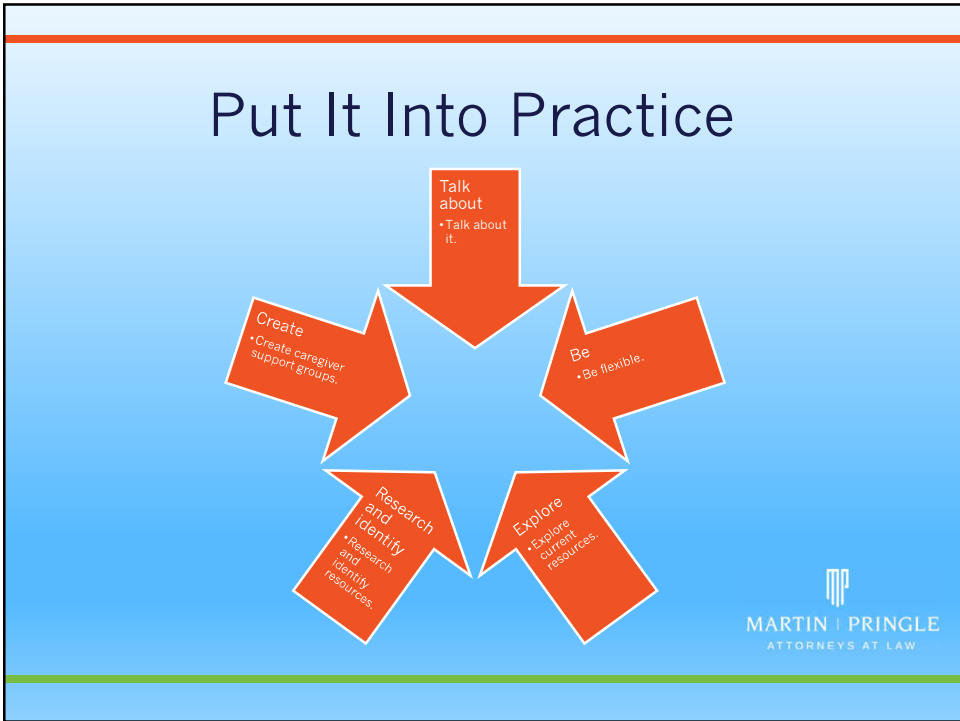 Put It Into Practice
Talk
about
•Talk about
it.
Be
•Be flexible.
Explore
•Explore
current
resources.
Research
and
identify
•Research
and
identify
resources.
Create
•Create caregiver
support groups.
MARTIN | PRINGLE
ATTORNEYS AT LAW